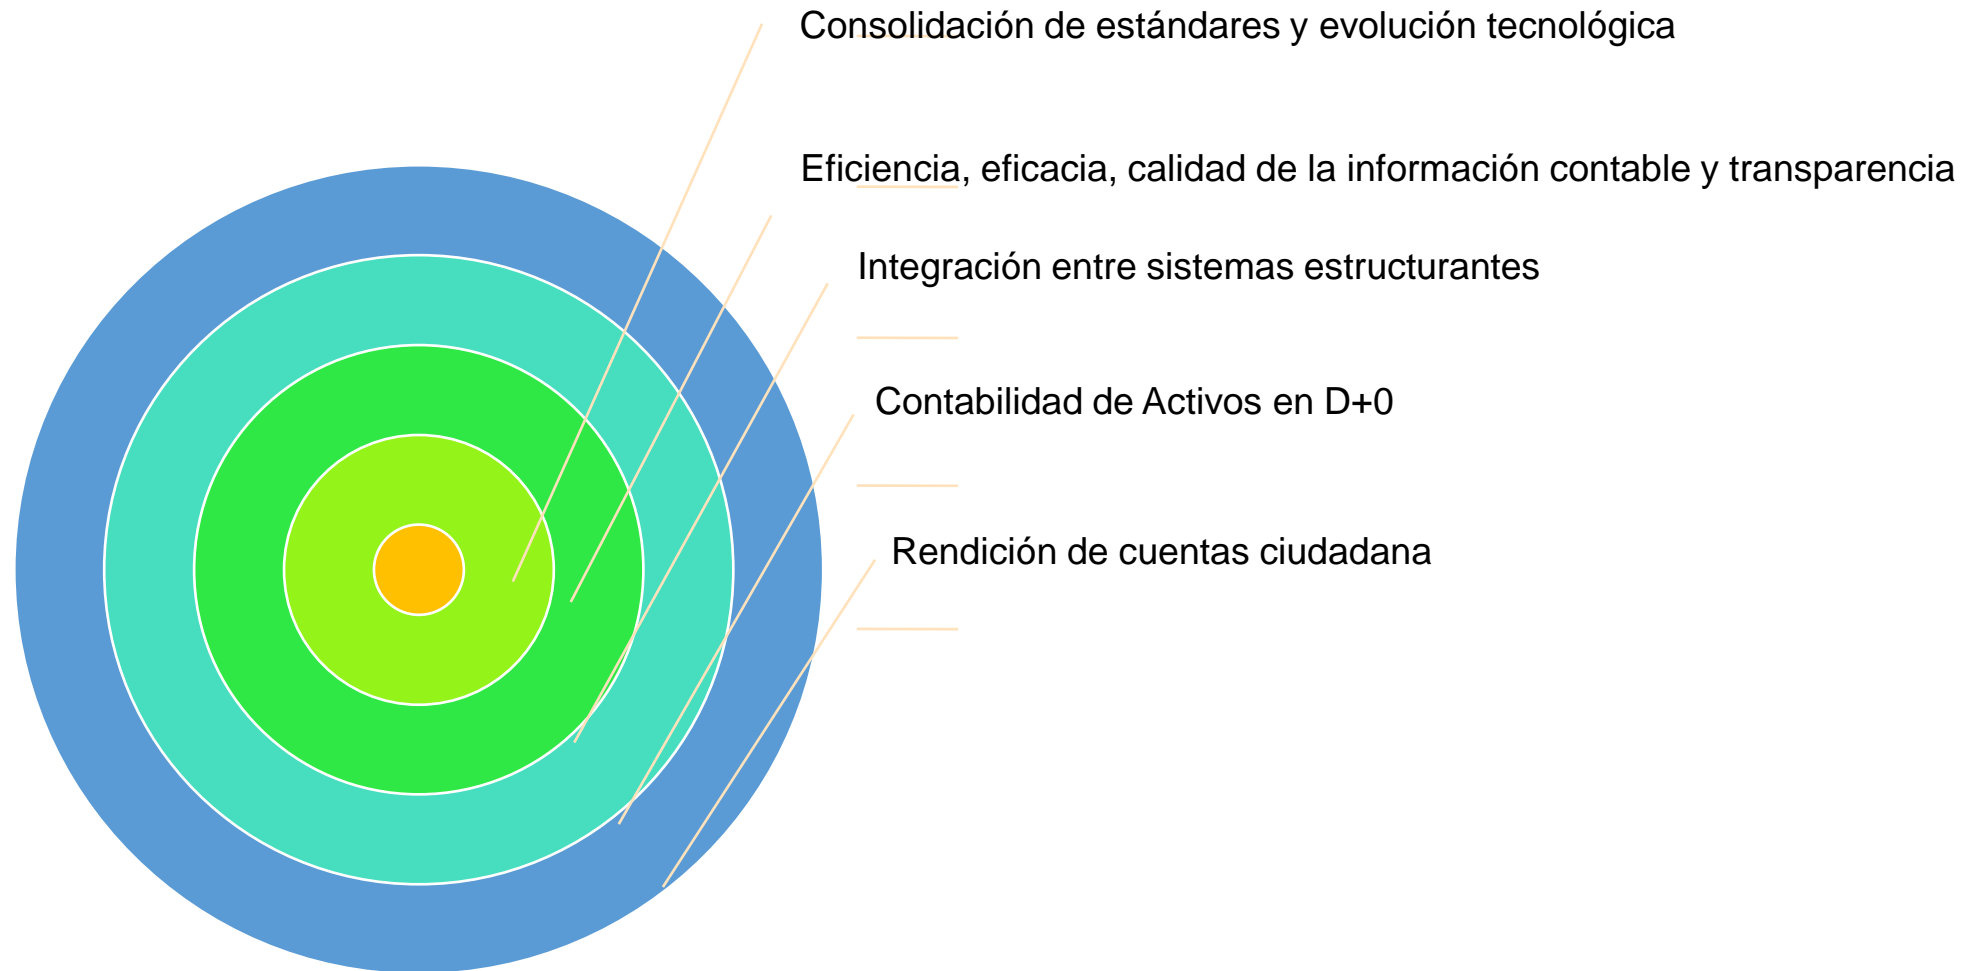 Consolidación de estándares y evolución tecnológica
Eficiencia, eficacia, calidad de la información contable y transparencia
Integración entre sistemas estructurantes
Contabilidad de Activos en D+0
Rendición de cuentas ciudadana